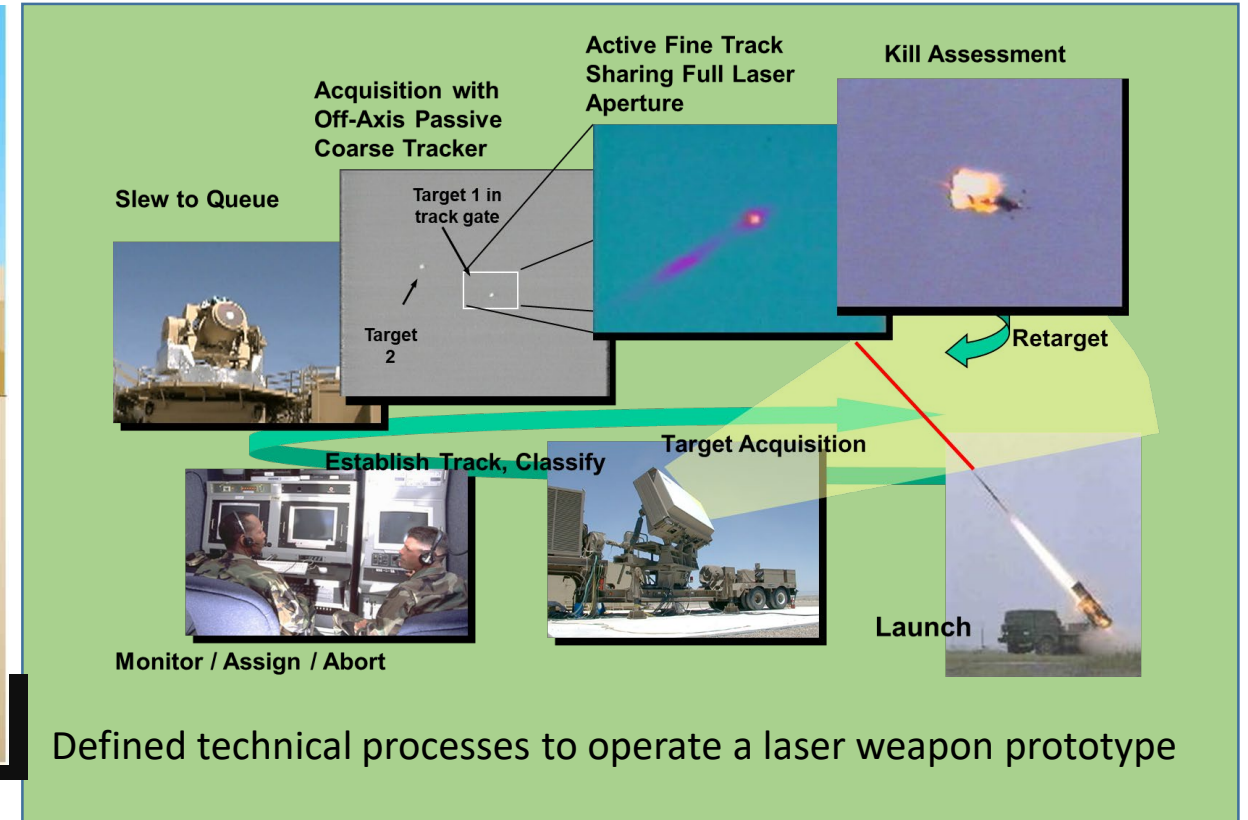 Active Fine Track
Sharing Full Laser
Aperture
Kill Assessment
Acquisition with
Off-Axis Passive
Coarse Tracker
Slew to Queue
Target 1 in
track gate
Target
2
Retarget
Target Acquisition
Establish Track, Classify
Launch
Monitor / Assign / Abort
Defined technical processes to operate a laser weapon prototype